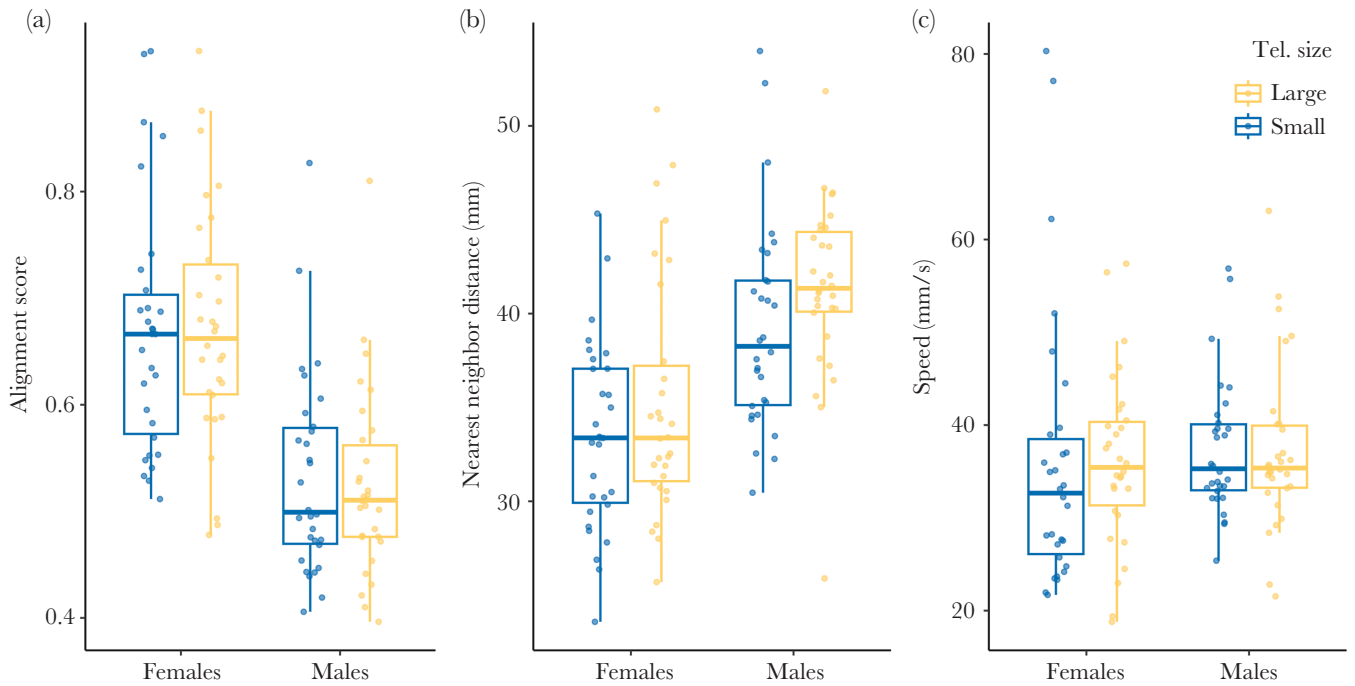 (a)
Alignment score
0.8
0.6
0.4
Females
Males
(b)
Nearest neighbor distance (mm)
50
40
30
Females
Males
(c)
Speed (mm/s)
80
60
40
20
Females
Males
Tel. size
Large
Small